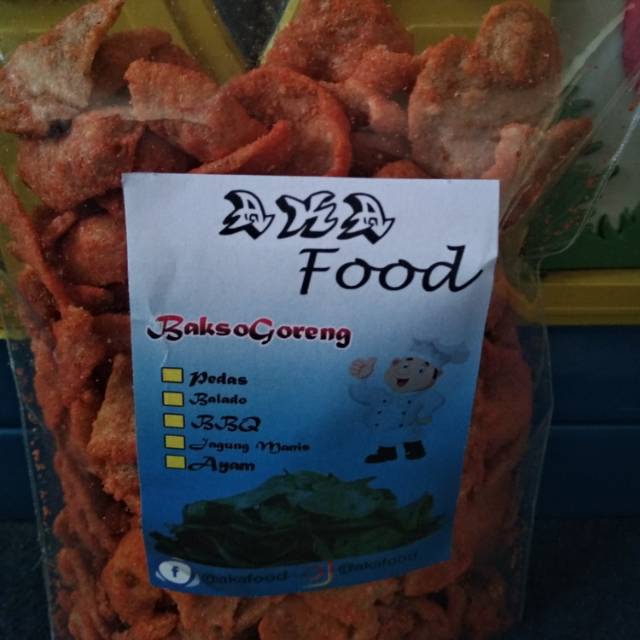 AKA
Food
BaksoGoreng
Pedas
Balado
BBQ
Jagung Manis
Ayam
f @akafood @akafood